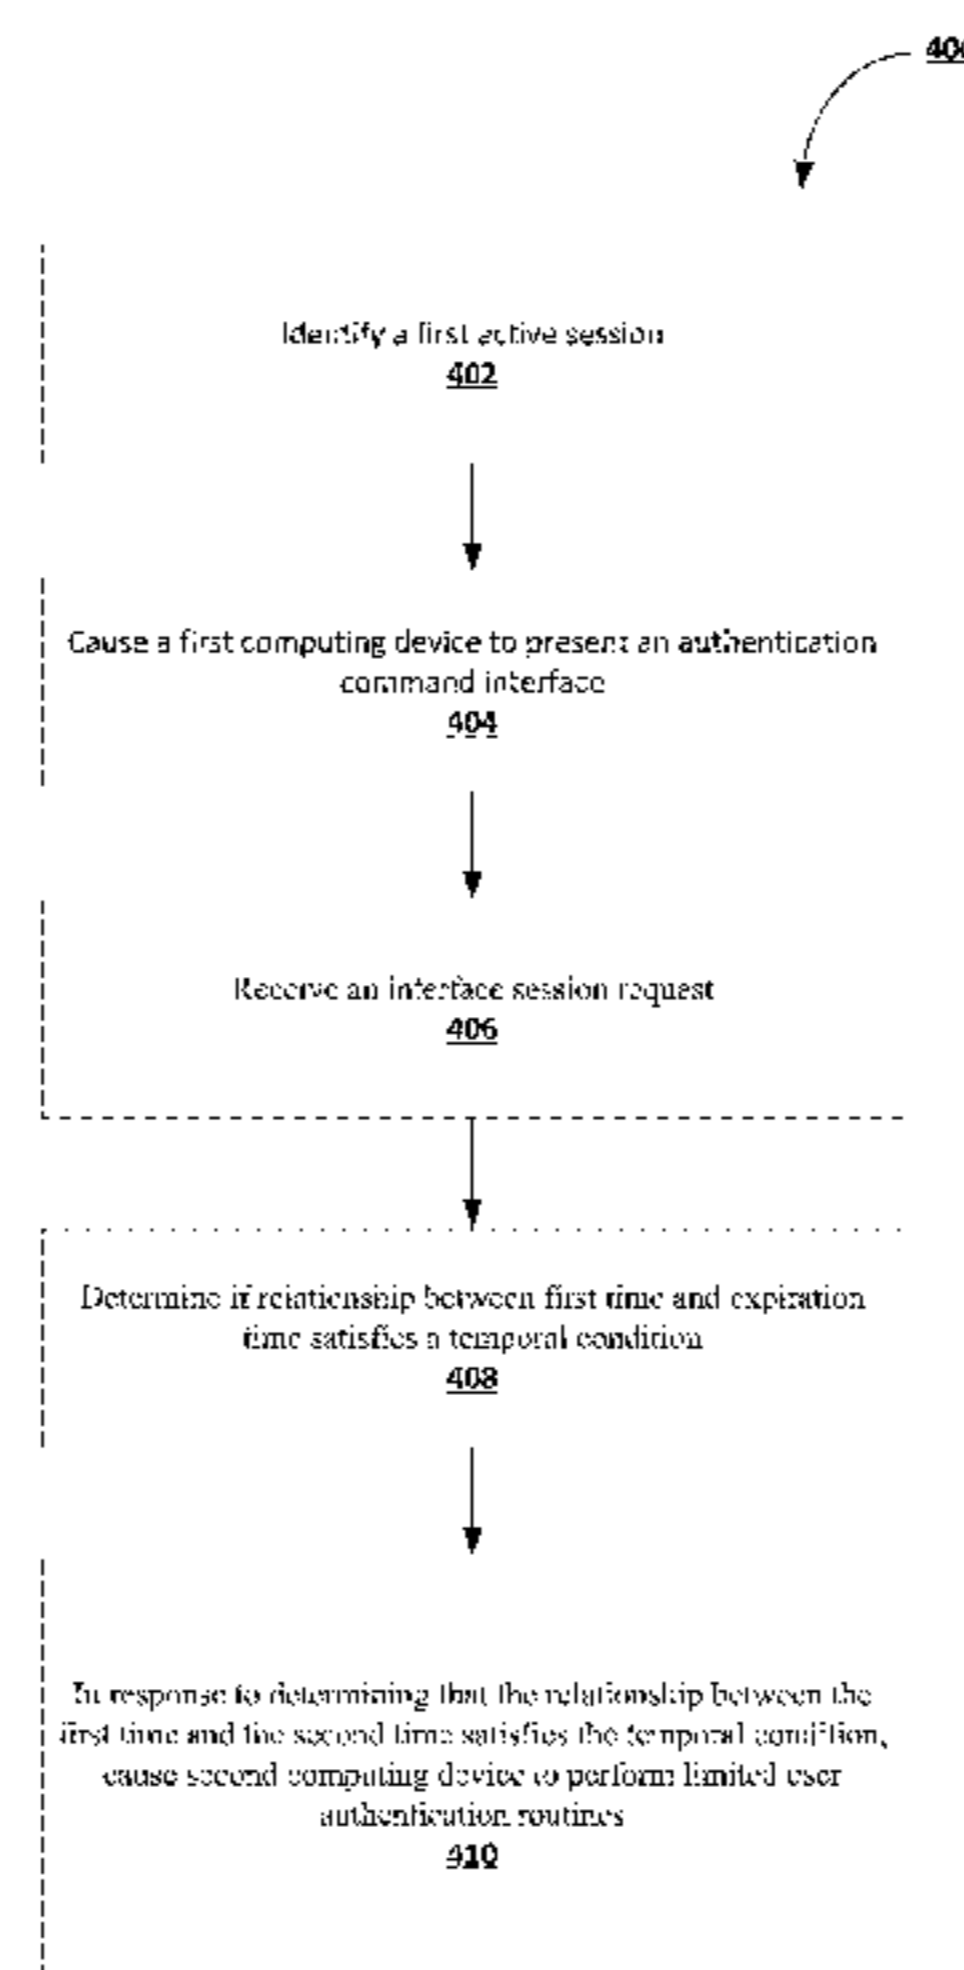 400
Identify a first active session
402
Cause a first computing device to present an authentication
command interface
404
Receive an interface session request
406
Determine if relationship between first time and expiration
time satisfies a temporal condition
408
In response to determining that the relationship between the
first time and the second time satisfies the temporal condition,
cause second computing device to perform limited user
authentication routines
410